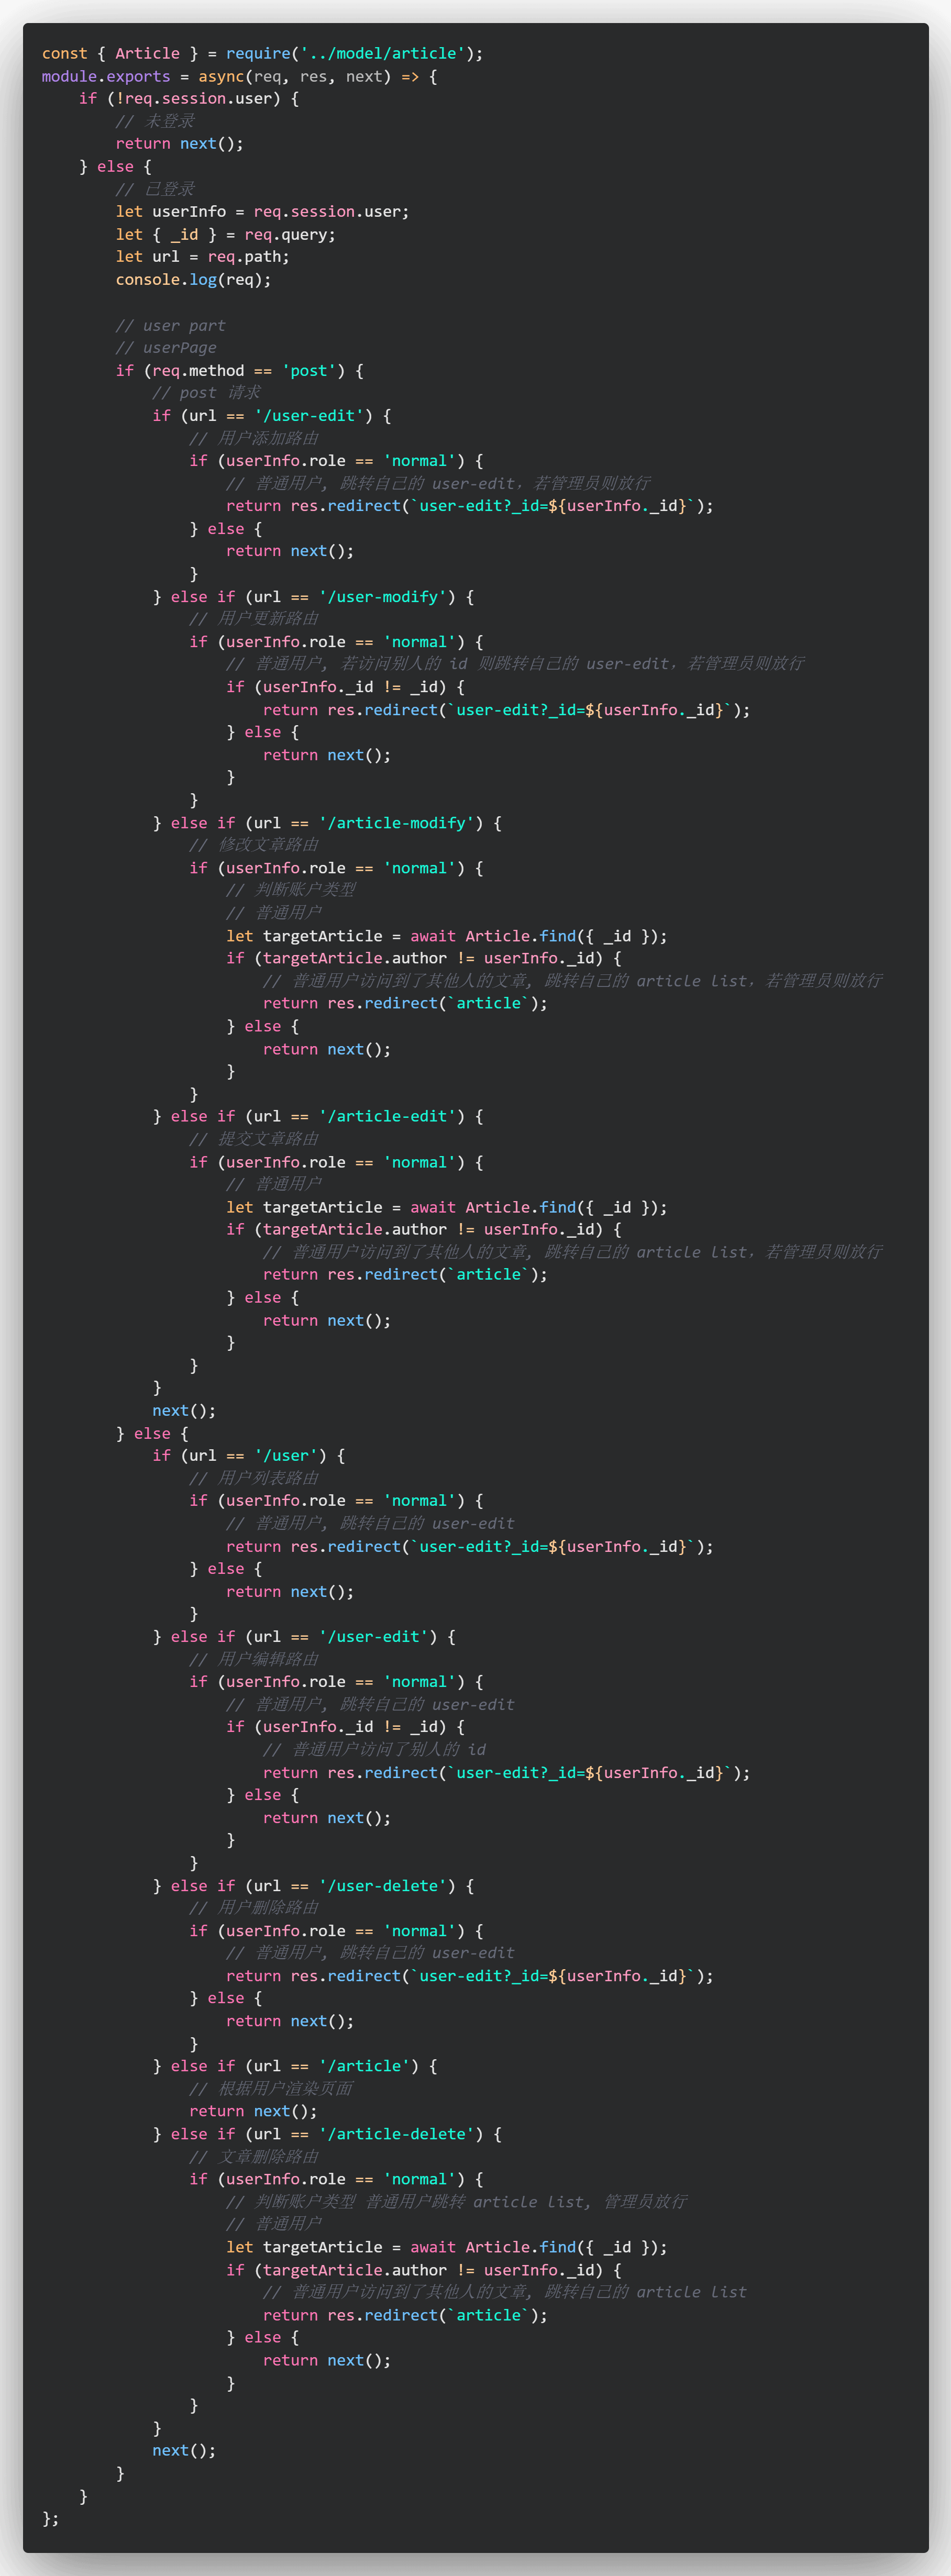 const { Article } = require('../model/article');
module.exports = async(req, res, next) => {
    if (!req.session.user) {
        // 未登录
        return next();
    } else {
        // 已登录
        let userInfo = req.session.user;
        let { _id } = req.query;
        let url = req.path;
        console.log(req);

        // user part
        // userPage
        if (req.method == 'post') {
            // post 请求
            if (url == '/user-edit') {
                // 用户添加路由
                if (userInfo.role == 'normal') {
                    // 普通用户, 跳转自己的 user-edit，若管理员则放行
                    return res.redirect(`user-edit?_id=${userInfo._id}`);
                } else {
                    return next();
                }
            } else if (url == '/user-modify') {
                // 用户更新路由
                if (userInfo.role == 'normal') {
                    // 普通用户, 若访问别人的 id 则跳转自己的 user-edit，若管理员则放行
                    if (userInfo._id != _id) {
                        return res.redirect(`user-edit?_id=${userInfo._id}`);
                    } else {
                        return next();
                    }
                }
            } else if (url == '/article-modify') {
                // 修改文章路由
                if (userInfo.role == 'normal') {
                    // 判断账户类型
                    // 普通用户
                    let targetArticle = await Article.find({ _id });
                    if (targetArticle.author != userInfo._id) {
                        // 普通用户访问到了其他人的文章, 跳转自己的 article list，若管理员则放行
                        return res.redirect(`article`);
                    } else {
                        return next();
                    }
                }
            } else if (url == '/article-edit') {
                // 提交文章路由
                if (userInfo.role == 'normal') {
                    // 普通用户
                    let targetArticle = await Article.find({ _id });
                    if (targetArticle.author != userInfo._id) {
                        // 普通用户访问到了其他人的文章, 跳转自己的 article list，若管理员则放行
                        return res.redirect(`article`);
                    } else {
                        return next();
                    }
                }
            }
            next();
        } else {
            if (url == '/user') {
                // 用户列表路由
                if (userInfo.role == 'normal') {
                    // 普通用户, 跳转自己的 user-edit
                    return res.redirect(`user-edit?_id=${userInfo._id}`);
                } else {
                    return next();
                }
            } else if (url == '/user-edit') {
                // 用户编辑路由
                if (userInfo.role == 'normal') {
                    // 普通用户, 跳转自己的 user-edit
                    if (userInfo._id != _id) {
                        // 普通用户访问了别人的 id
                        return res.redirect(`user-edit?_id=${userInfo._id}`);
                    } else {
                        return next();
                    }
                }
            } else if (url == '/user-delete') {
                // 用户删除路由
                if (userInfo.role == 'normal') {
                    // 普通用户, 跳转自己的 user-edit
                    return res.redirect(`user-edit?_id=${userInfo._id}`);
                } else {
                    return next();
                }
            } else if (url == '/article') {
                // 根据用户渲染页面
                return next();
            } else if (url == '/article-delete') {
                // 文章删除路由
                if (userInfo.role == 'normal') {
                    // 判断账户类型 普通用户跳转 article list, 管理员放行
                    // 普通用户
                    let targetArticle = await Article.find({ _id });
                    if (targetArticle.author != userInfo._id) {
                        // 普通用户访问到了其他人的文章, 跳转自己的 article list
                        return res.redirect(`article`);
                    } else {
                        return next();
                    }
                }
            }
            next();
        }
    }
};